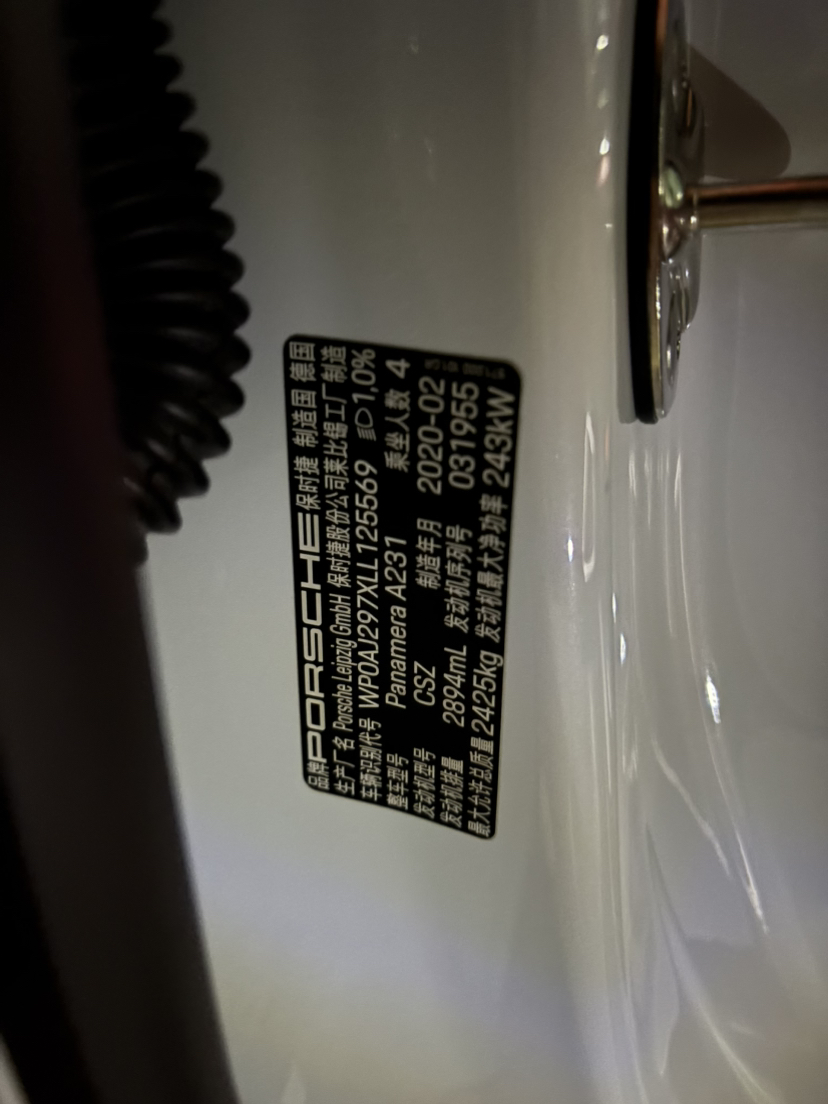 品牌 PORSCHE 保时捷 制造国 德国
生产厂名 Porsche Leipzig GmbH 保时捷股份公司莱比锡工厂制造
车辆识别代号 WP0AJ297XLL125569 1,0%
整车型号 Panamera A231 乘坐人数 4
发动机型号 CSZ 制造年月 2020-02
发动机排量 2894mL 发动机序列号 031955
最大允许总质量 2425kg 发动机最大净功率 243kW